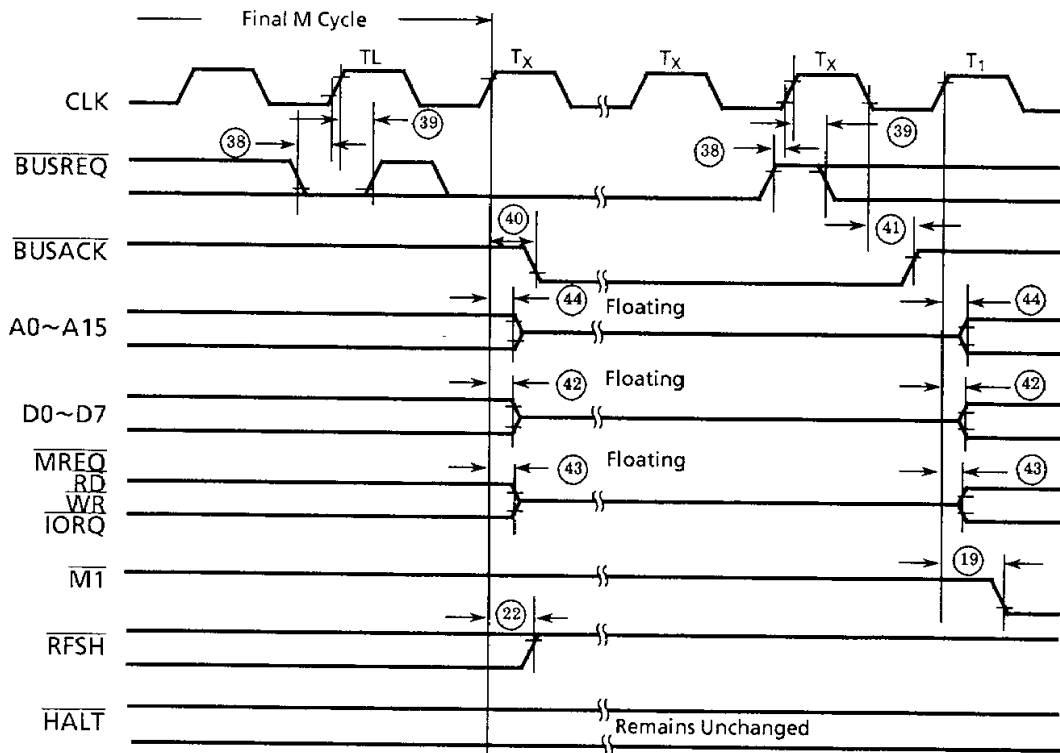 Final M Cycle
TL
TX
TX
TX
T1
CLK
38
39
38
39
BUSREQ
40
41
BUSACK
44
Floating
44
A0~A15
42
Floating
42
D0~D7
MREQ
43
Floating
43
RD
WR
IORQ
M1
19
22
RFSH
HALT
Remains Unchanged